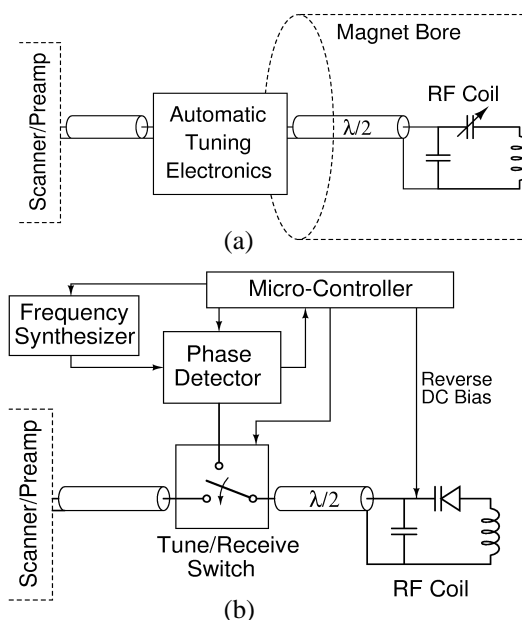 Magnet Bore
Scanner/Preamp
Automatic
Tuning
Electronics
λ/2
RF Coil
(a)
Micro-Controller
Frequency
Synthesizer
Phase
Detector
Reverse
DC Bias
Scanner/Preamp
λ/2
Tune/Receive
Switch
RF Coil
(b)